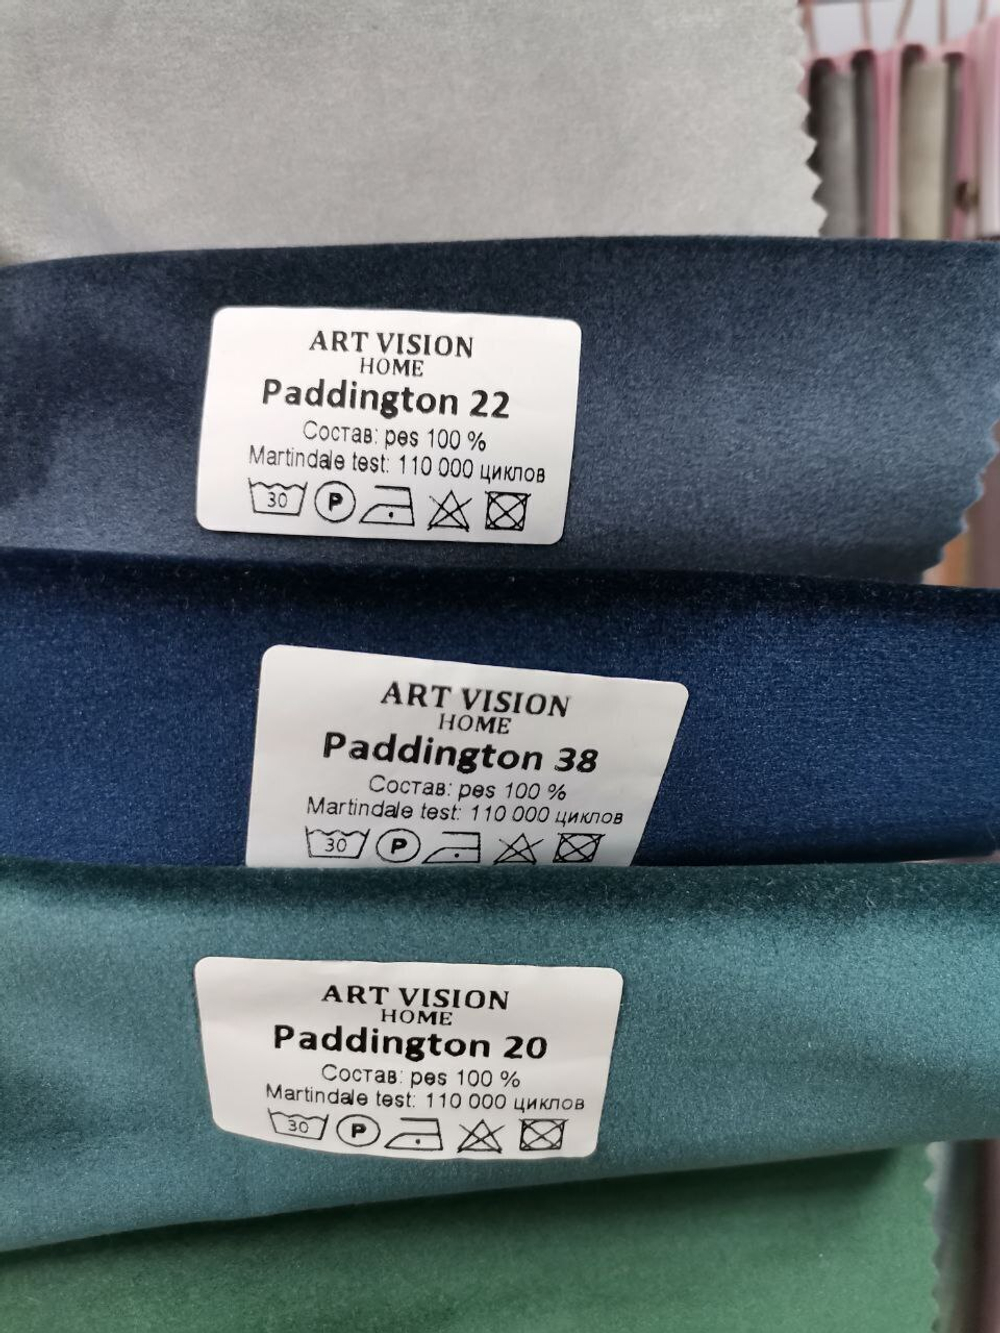 ART VISION
HOME
Paddington 22
Состав: pes 100 %
Martindale test: 110 000 циклов
30 P
ART VISION
HOME
Paddington 38
Состав: pes 100 %
Martindale test: 110 000 циклов
30 P
ART VISION
HOME
Paddington 20
Состав: pes 100 %
Martindale test: 110 000 циклов
30 P